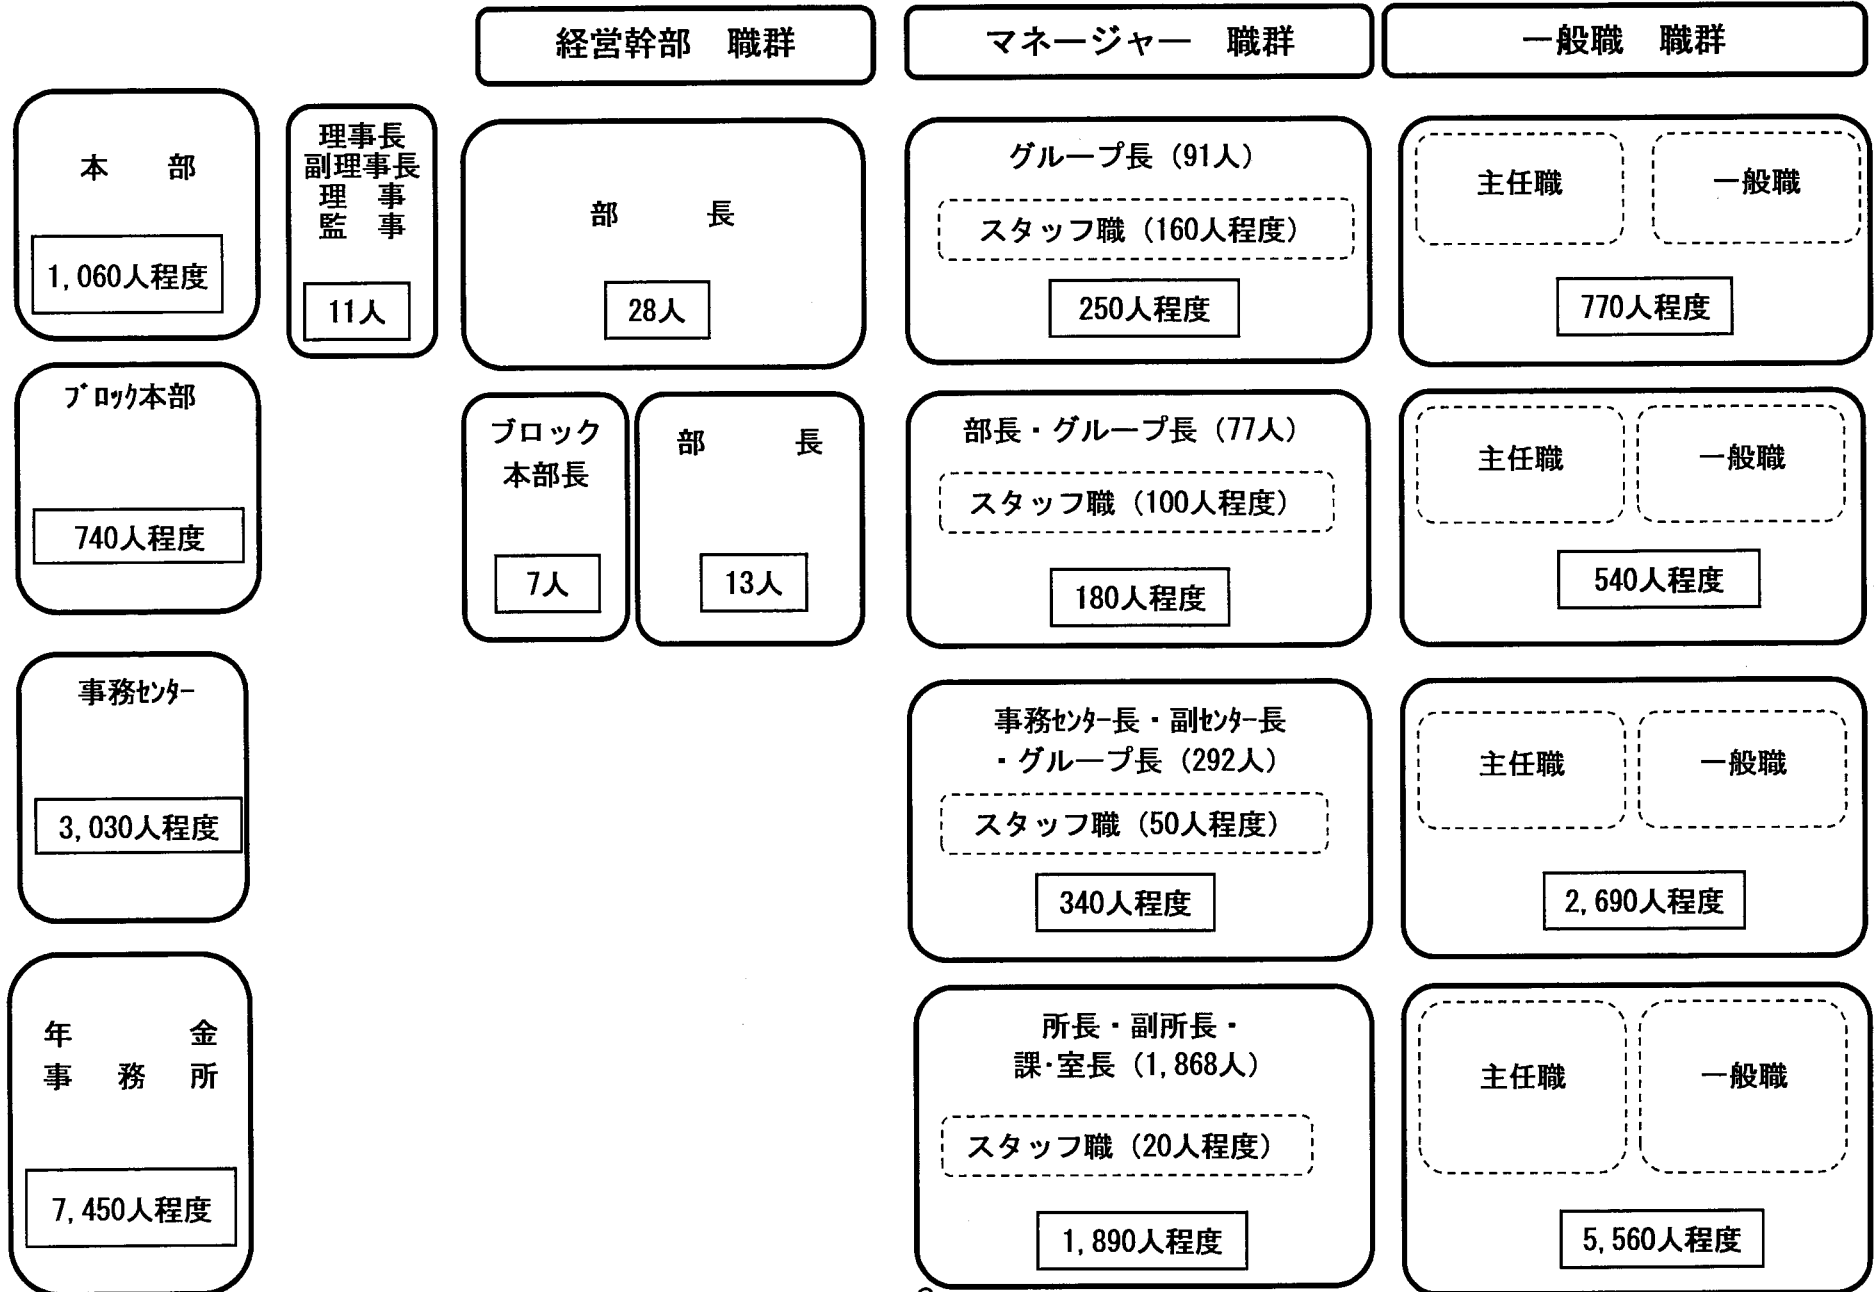 経営幹部　職群
マネージャー　職群
一般職　職群
本　　部
1,060人程度
理事長
副理事長
理　事
監　事
11人
部　　　長
28人
グループ長（91人）
スタッフ職（160人程度）
250人程度
主任職
一般職
770人程度
ﾌﾞﾛｯｸ本部
740人程度
ブロック
本部長
7人
部　　　長
13人
部長・グループ長（77人）
スタッフ職（100人程度）
180人程度
主任職
一般職
540人程度
事務ｾﾝﾀｰ
3,030人程度
事務ｾﾝﾀｰ長・副ｾﾝﾀｰ長
・グループ長（292人）
スタッフ職（50人程度）
340人程度
主任職
一般職
2,690人程度
年　　　金
事　務　所
7,450人程度
所長・副所長・
課･室長（1,868人）
スタッフ職（20人程度）
1,890人程度
主任職
一般職
5,560人程度